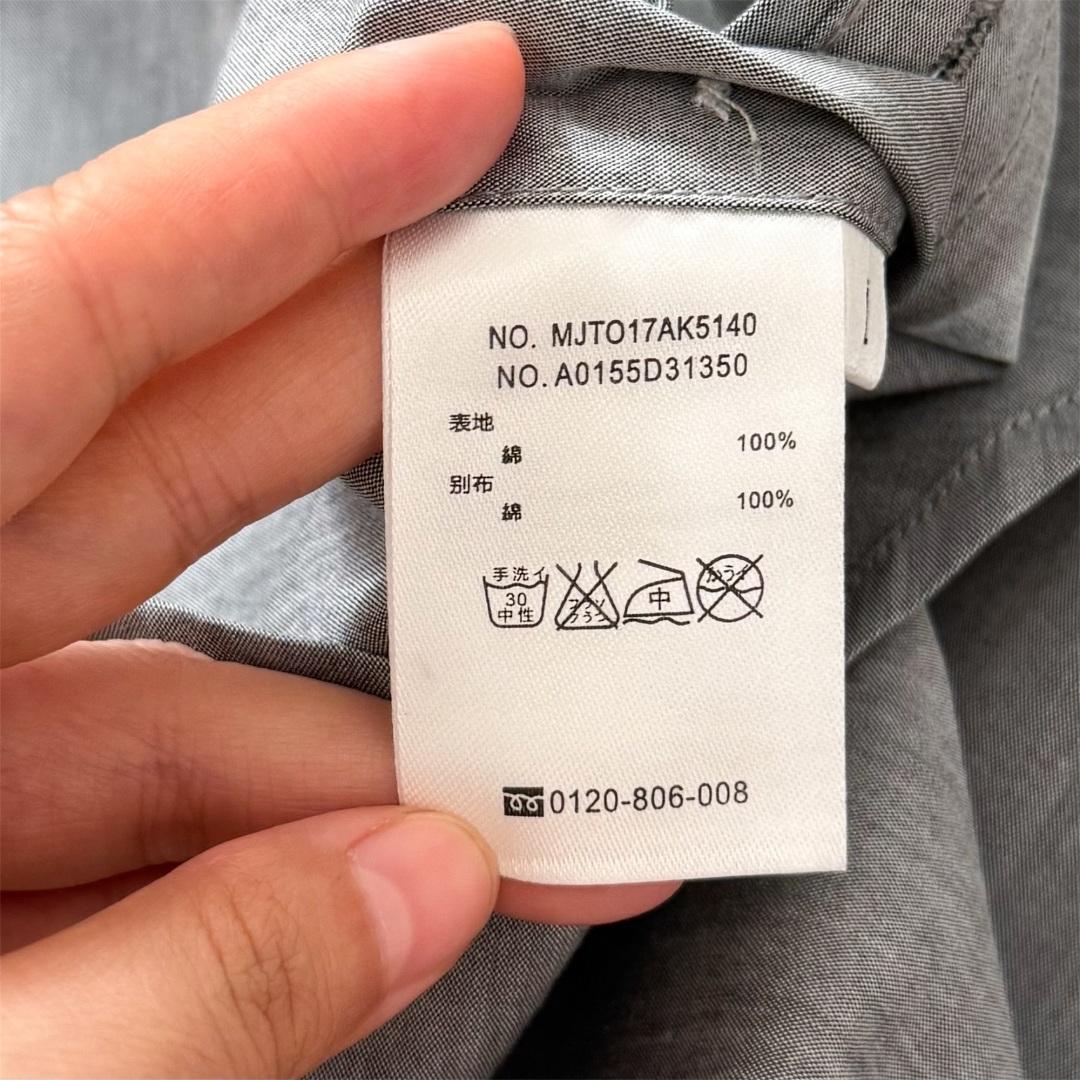 NO. MJTO17AK5140
NO. A0155D31350
表地
綿 100%
別布
綿 100%
手洗イ
30
中性
中
0120-806-008